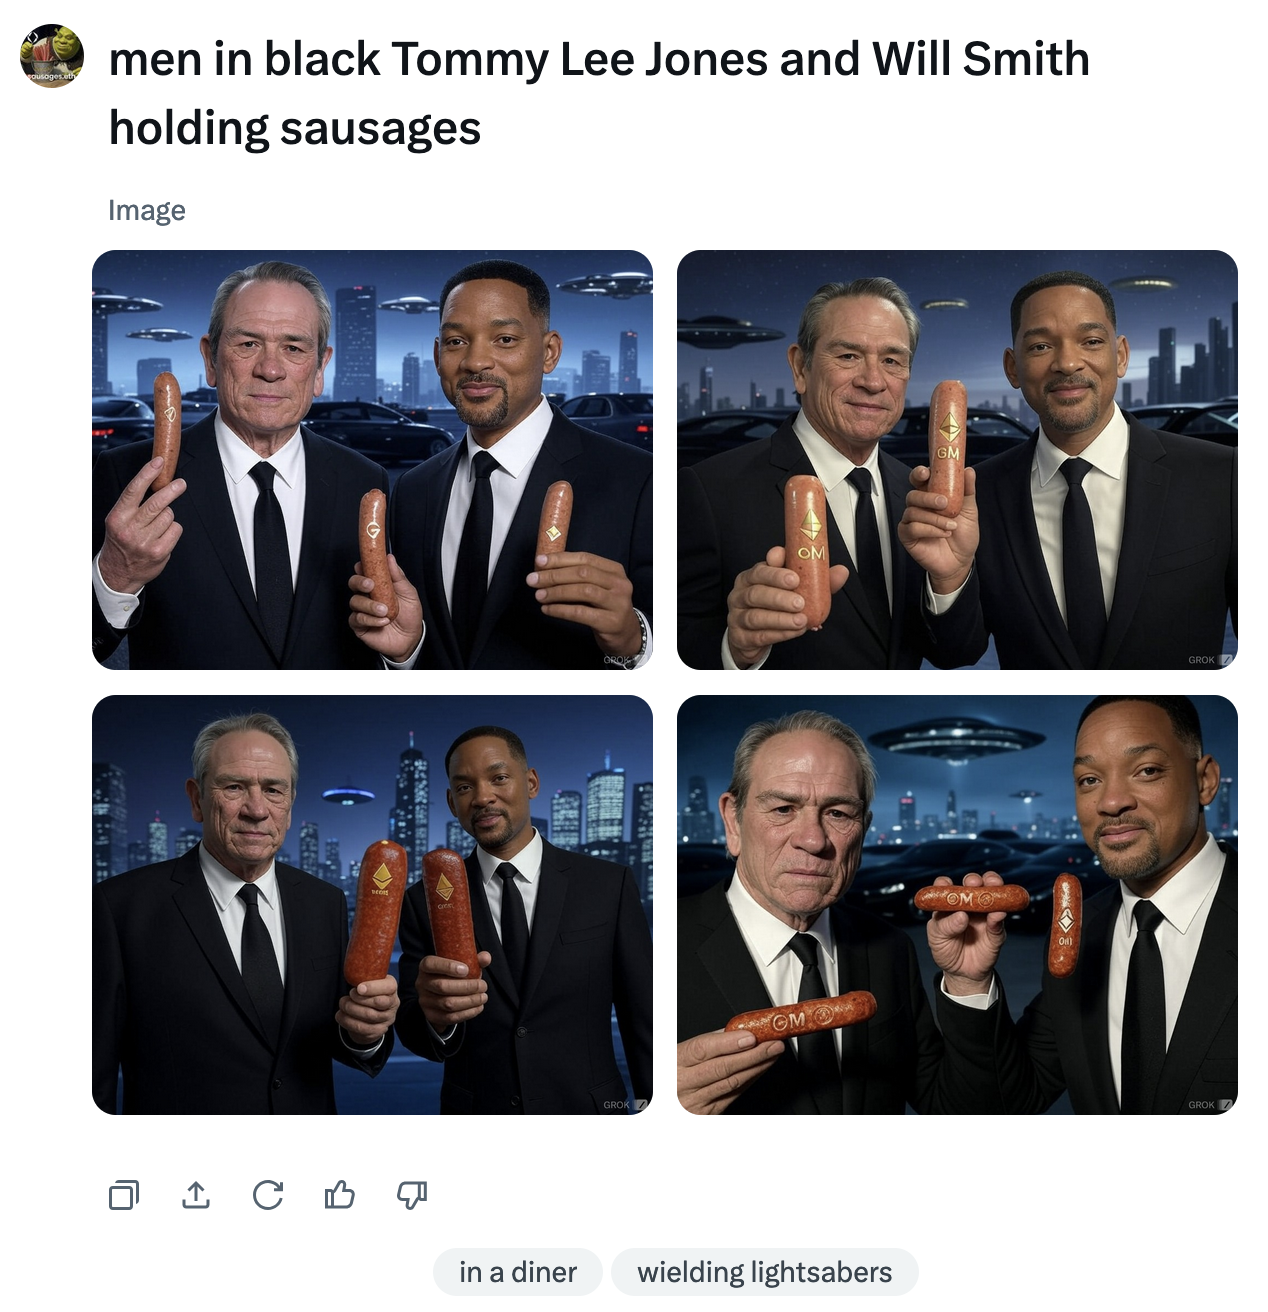 sausages.eth
men in black Tommy Lee Jones and Will Smith
holding sausages
Image
G
GROK
GM
OM
GROK
GROK
OM
GM
GROK
in a diner
wielding lightsabers